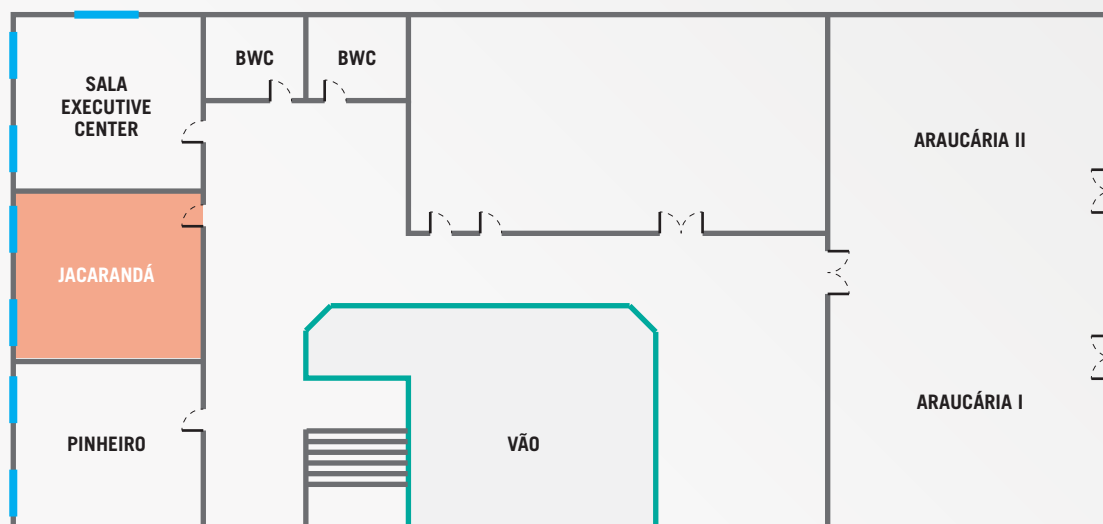 BWC
BWC
SALA
EXECUTIVE
CENTER
ARAUCÁRIA II
JACARANDÁ
ARAUCÁRIA I
PINHEIRO
VÃO